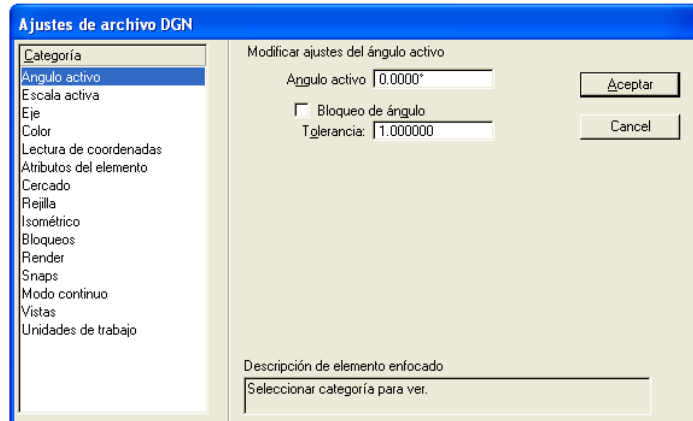 Ajustes de archivo DGN
Categoría
Angulo activo
Escala activa
Eje
Color
Lectura de coordenadas
Atributos del elemento
Cercado
Rejilla
Isométrico
Bloqueos
Render
Snaps
Modo continuo
Vistas
Unidades de trabajo
Modificar ajustes del ángulo activo
Angulo activo 0.0000°
Bloqueo de ángulo
Tolerancia: 1.000000
Aceptar
Cancel
Descripción de elemento enfocado
Seleccionar categoría para ver.